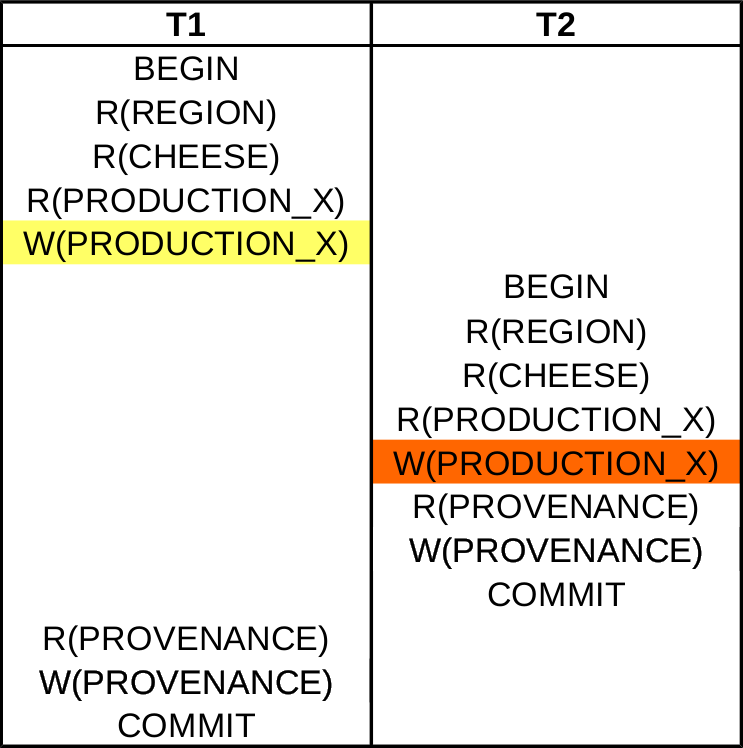 T1 T2
BEGIN
R(REGION)
R(CHEESE)
R(PRODUCTION_X)
W(PRODUCTION_X)
BEGIN
R(REGION)
R(CHEESE)
R(PRODUCTION_X)
W(PRODUCTION_X)
R(PROVENANCE)
W(PROVENANCE)
COMMIT
R(PROVENANCE)
W(PROVENANCE)
COMMIT